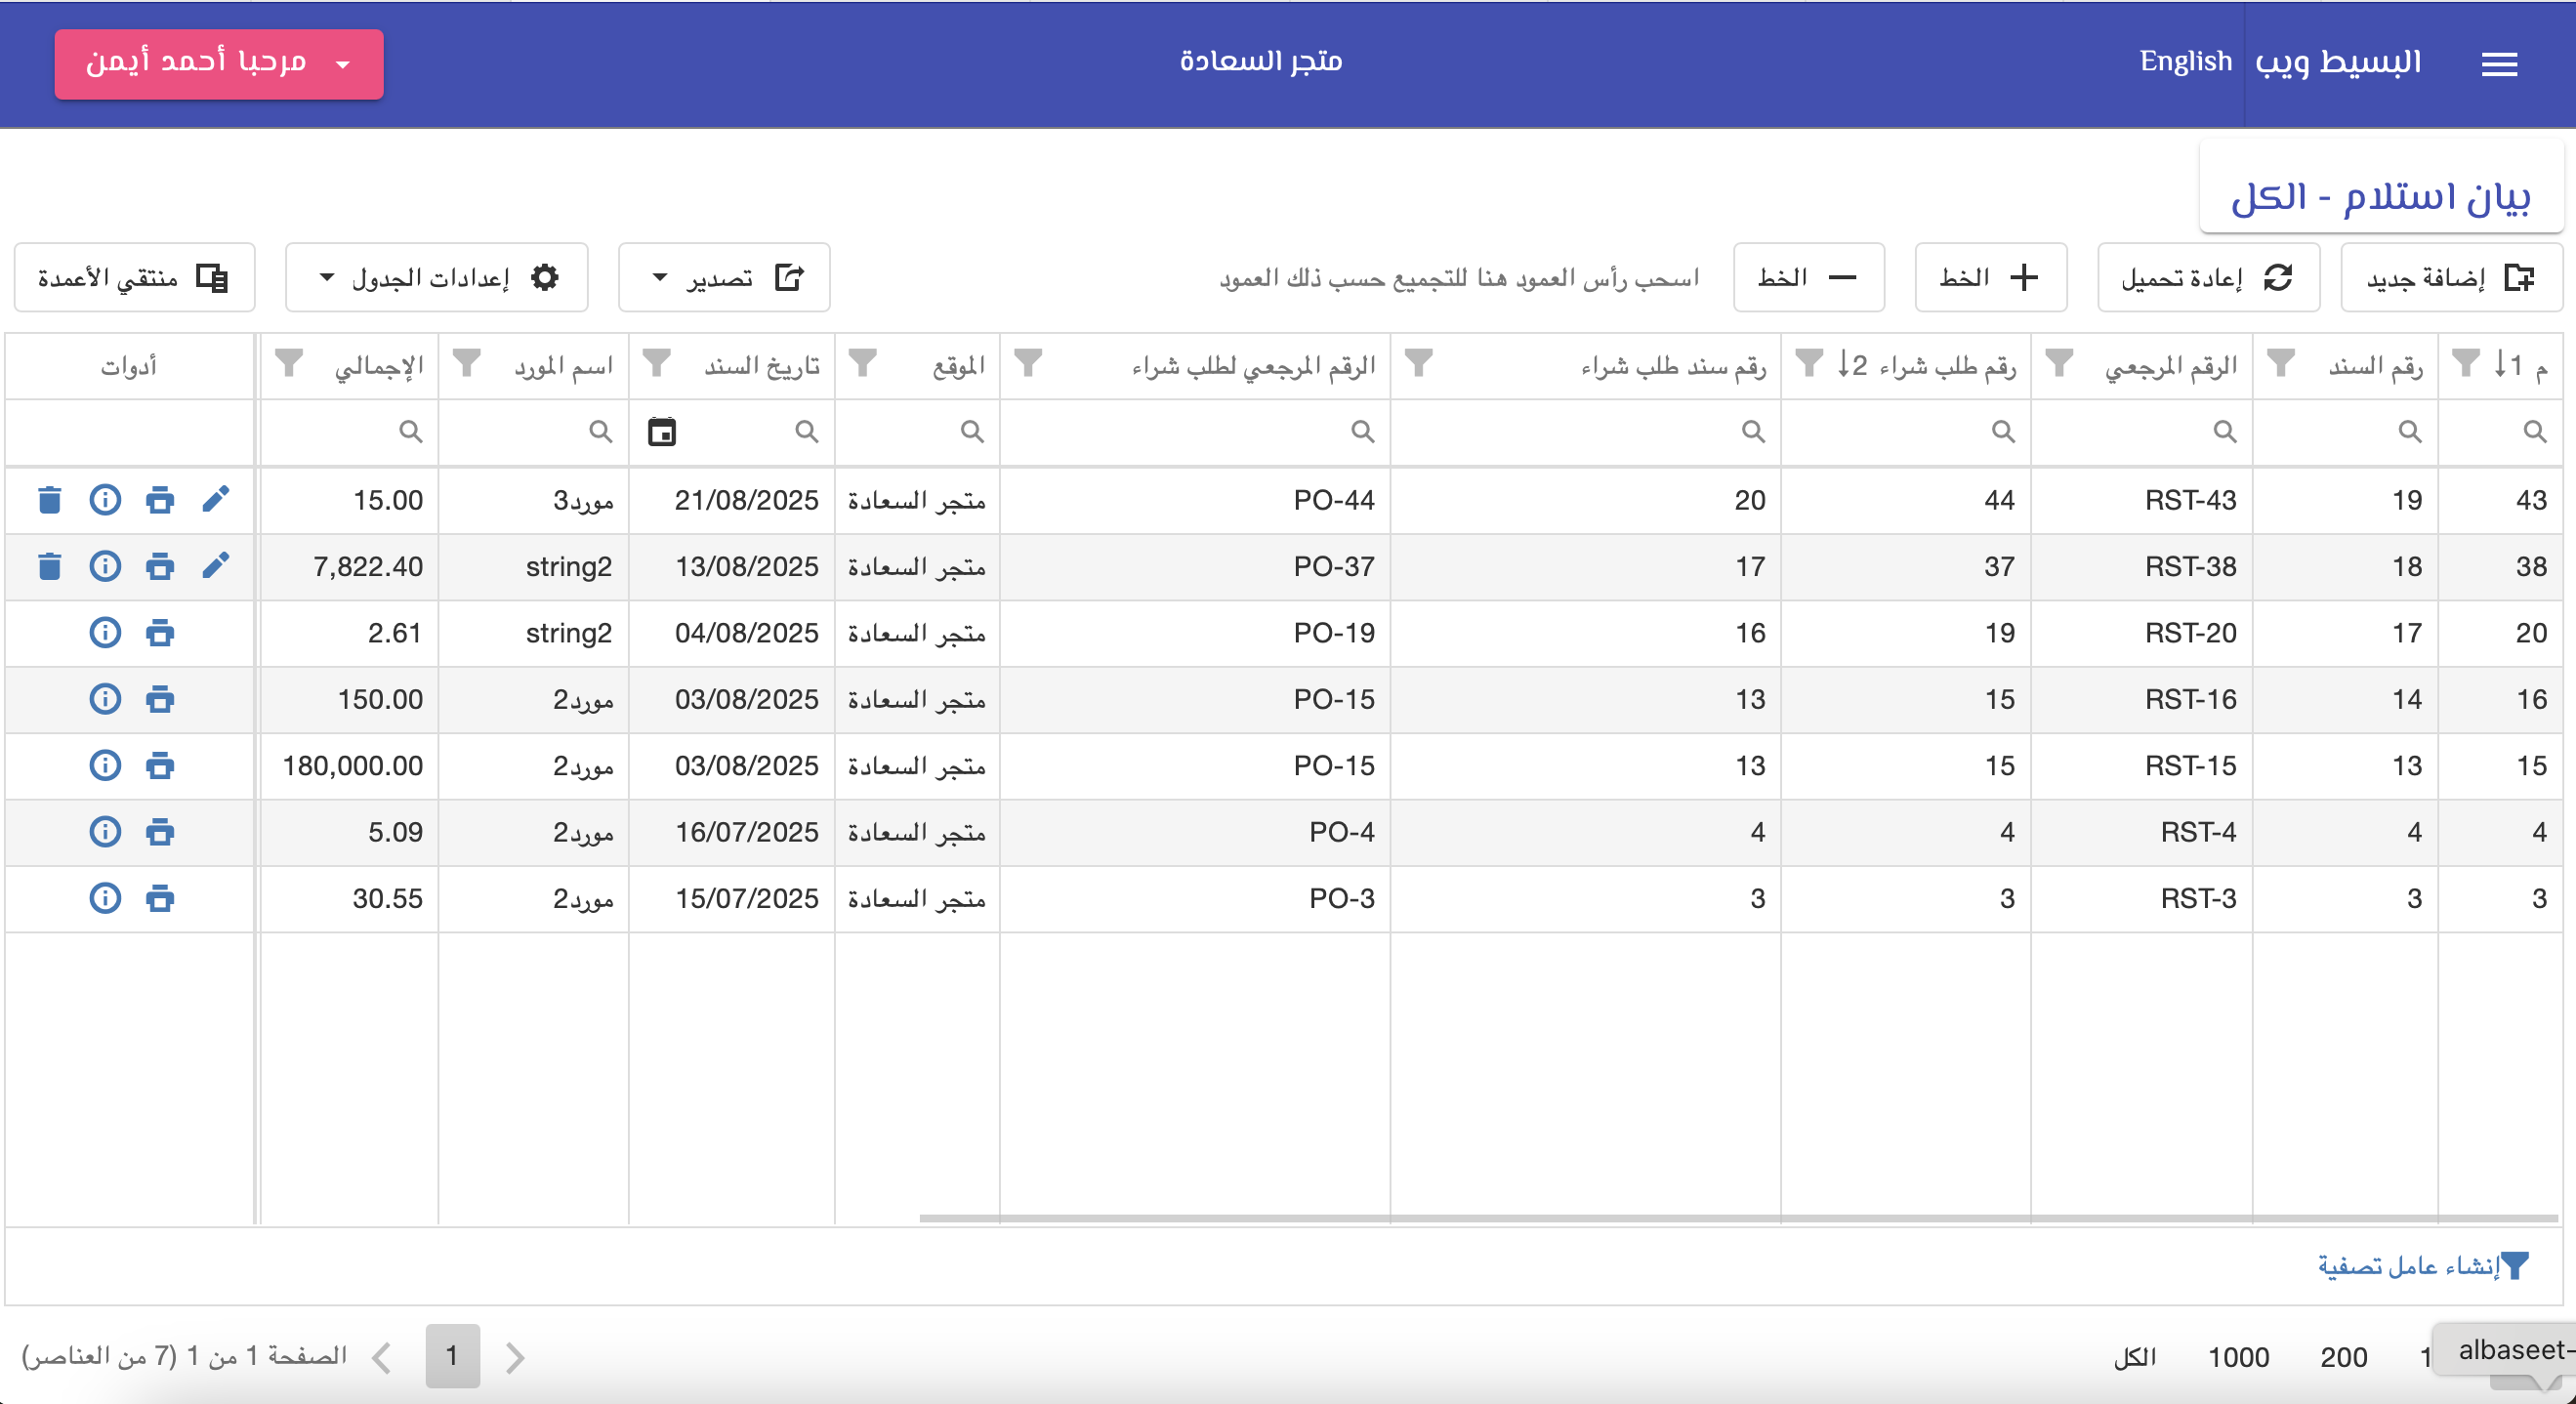 البسيط ويب English متجر السعادة مرحبا أحمد أيمن
بيان استلام - الكل
إضافة جديد إعادة تحميل الخط الخط اسحب رأس العمود هنا للتجميع حسب ذلك العمود تصدير إعدادات الجدول منتقي الأعمدة
م 1 رقم السند الرقم المرجعي رقم طلب شراء 2 رقم سند طلب شراء الرقم المرجعي لطلب شراء الموقع تاريخ السند اسم المورد الإجمالي أدوات
43 19 RST-43 44 20 PO-44 متجر السعادة 21/08/2025 مورد3 15.00
38 18 RST-38 37 17 PO-37 متجر السعادة 13/08/2025 string2 7,822.40
20 17 RST-20 19 16 PO-19 متجر السعادة 04/08/2025 string2 2.61
16 14 RST-16 15 13 PO-15 متجر السعادة 03/08/2025 مورد2 150.00
15 13 RST-15 15 13 PO-15 متجر السعادة 03/08/2025 مورد2 180,000.00
4 4 RST-4 4 4 PO-4 متجر السعادة 16/07/2025 مورد2 5.09
3 3 RST-3 3 3 PO-3 متجر السعادة 15/07/2025 مورد2 30.55
إنشاء عامل تصفية
albaseet- 200 1000 الكل 1 الصفحة 1 من 1 (7 من العناصر)